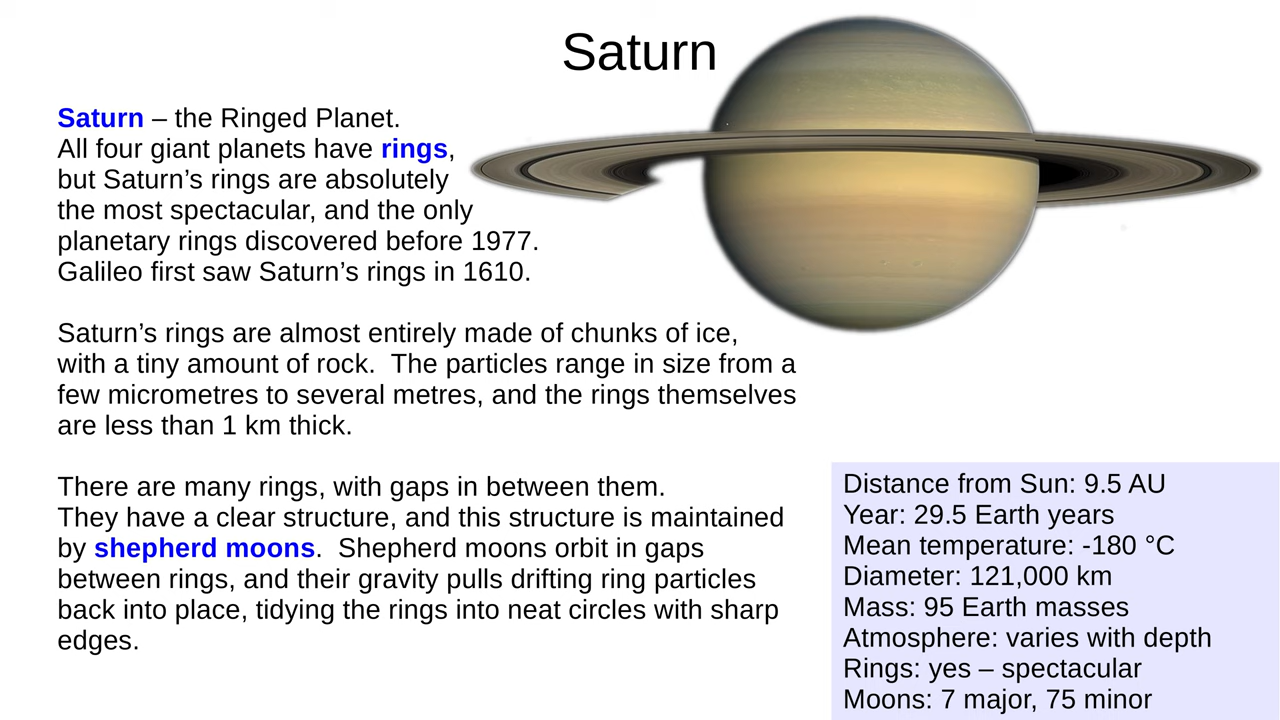 Saturn
Saturn – the Ringed Planet.
All four giant planets have rings,
but Saturn’s rings are absolutely
the most spectacular, and the only
planetary rings discovered before 1977.
Galileo first saw Saturn’s rings in 1610.
Saturn’s rings are almost entirely made of chunks of ice,
with a tiny amount of rock.  The particles range in size from a
few micrometres to several metres, and the rings themselves
are less than 1 km thick.
There are many rings, with gaps in between them.
They have a clear structure, and this structure is maintained
by shepherd moons.  Shepherd moons orbit in gaps
between rings, and their gravity pulls drifting ring particles
back into place, tidying the rings into neat circles with sharp
edges.
Distance from Sun: 9.5 AU
Year: 29.5 Earth years
Mean temperature: -180 °C
Diameter: 121,000 km
Mass: 95 Earth masses
Atmosphere: varies with depth
Rings: yes – spectacular
Moons: 7 major, 75 minor